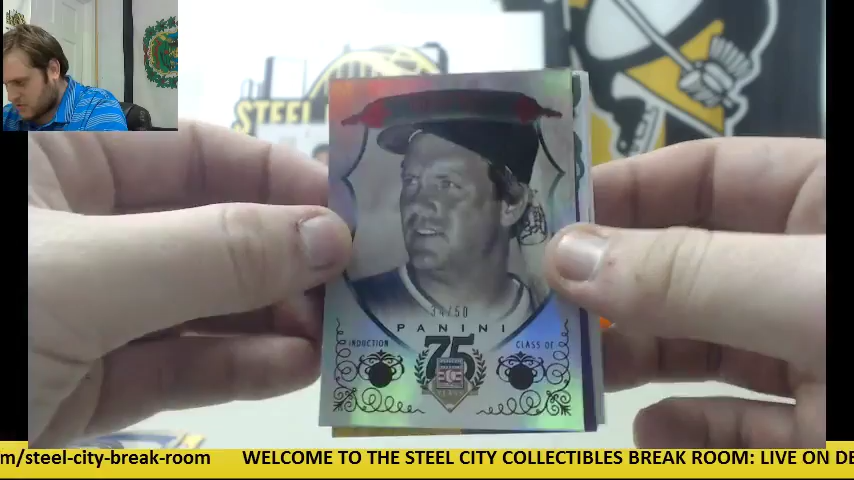 STEEL
34/50
PANINI
INDUCTION
CLASS OF
75
YEARS
m/steel-city-break-room WELCOME TO THE STEEL CITY COLLECTIBLES BREAK ROOM: LIVE ON DE